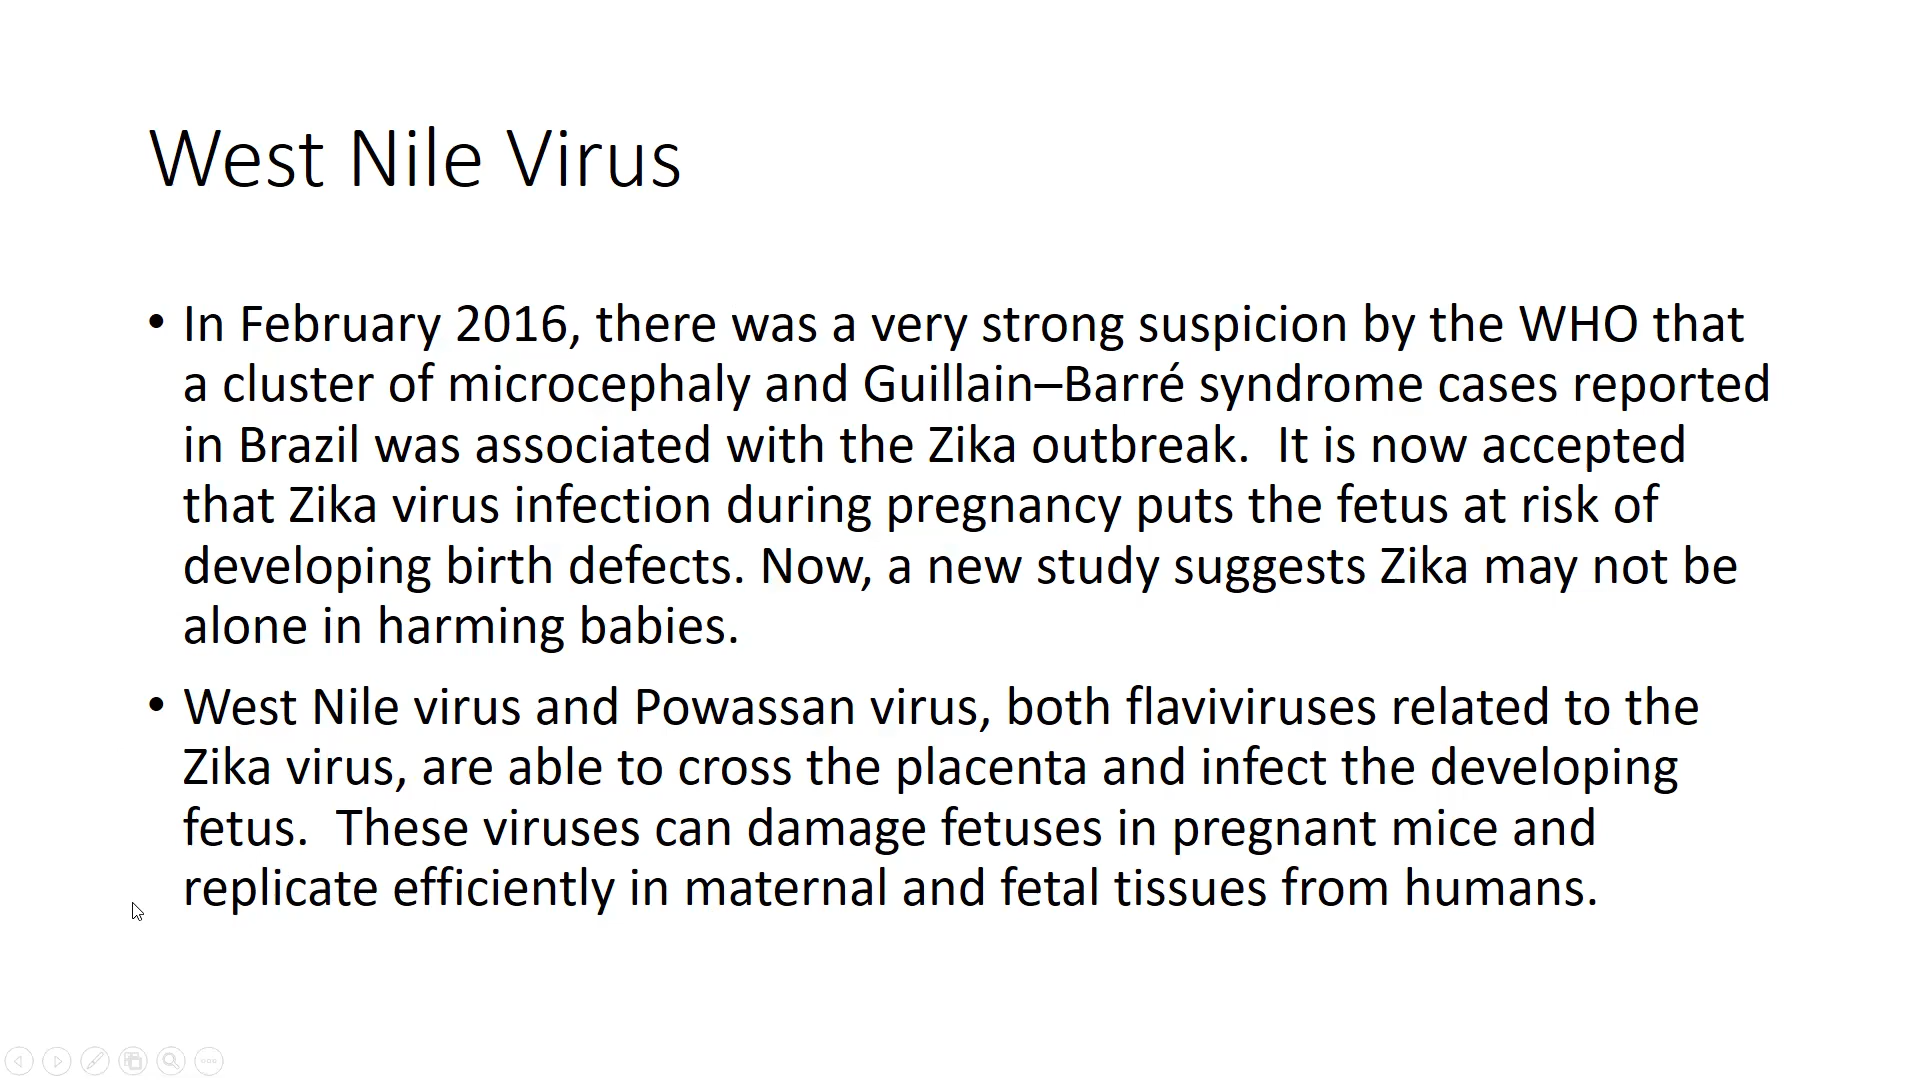 West Nile Virus
• In February 2016, there was a very strong suspicion by the WHO that
a cluster of microcephaly and Guillain–Barré syndrome cases reported
in Brazil was associated with the Zika outbreak.  It is now accepted
that Zika virus infection during pregnancy puts the fetus at risk of
developing birth defects. Now, a new study suggests Zika may not be
alone in harming babies.
• West Nile virus and Powassan virus, both flaviviruses related to the
Zika virus, are able to cross the placenta and infect the developing
fetus.  These viruses can damage fetuses in pregnant mice and
replicate efficiently in maternal and fetal tissues from humans.